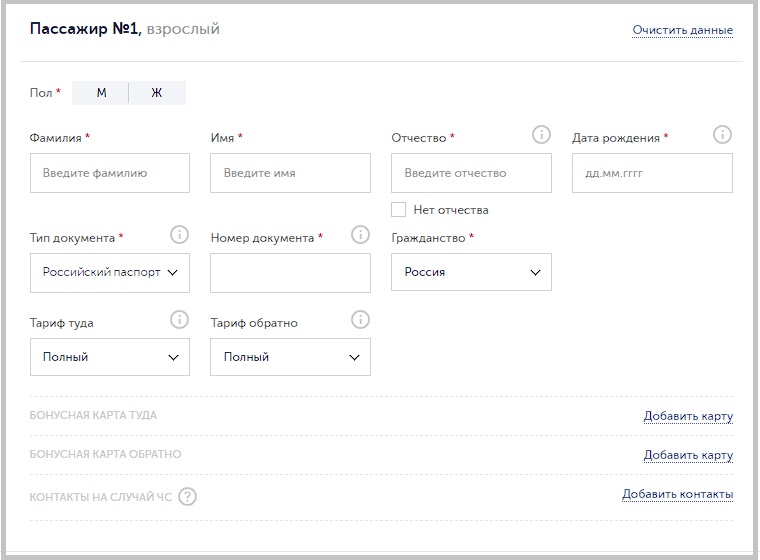 Пассажир №1, взрослый
Очистить данные
Пол * М Ж
Фамилия * Имя * Отчество * Дата рождения *
Введите фамилию Введите имя Введите отчество дд.мм.гггг
Нет отчества
Тип документа * Номер документа * Гражданство *
Российский паспорт Россия
Тариф туда Тариф обратно
Полный Полный
БОНУСНАЯ КАРТА ТУДА Добавить карту
БОНУСНАЯ КАРТА ОБРАТНО Добавить карту
КОНТАКТЫ НА СЛУЧАЙ ЧС ? Добавить контакты